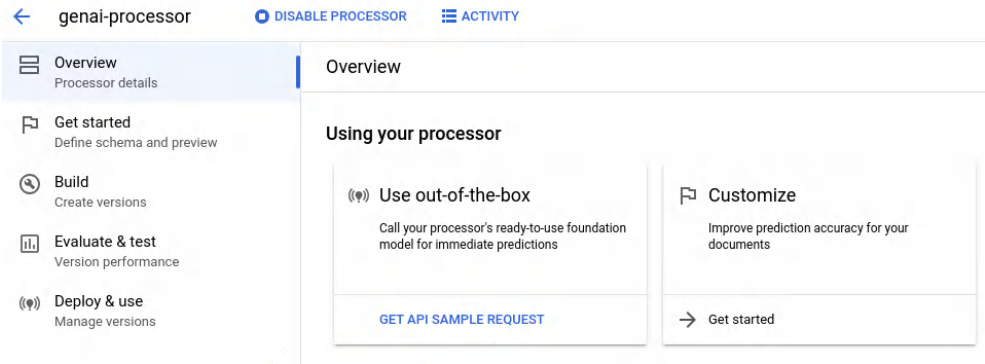 genai-processor DISABLE PROCESSOR ACTIVITY
Overview
Processor details
Get started
Define schema and preview
Build
Create versions
Evaluate & test
Version performance
Deploy & use
Manage versions
Overview
Using your processor
Use out-of-the-box
Call your processor's ready-to-use foundation
model for immediate predictions
GET API SAMPLE REQUEST
Customize
Improve prediction accuracy for your
documents
Get started